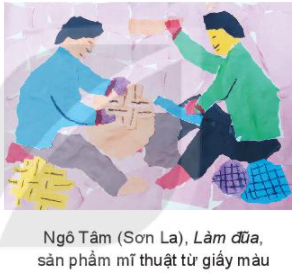 Ngô Tâm (Sơn La), Làm đũa,
sản phẩm mĩ thuật từ giấy màu